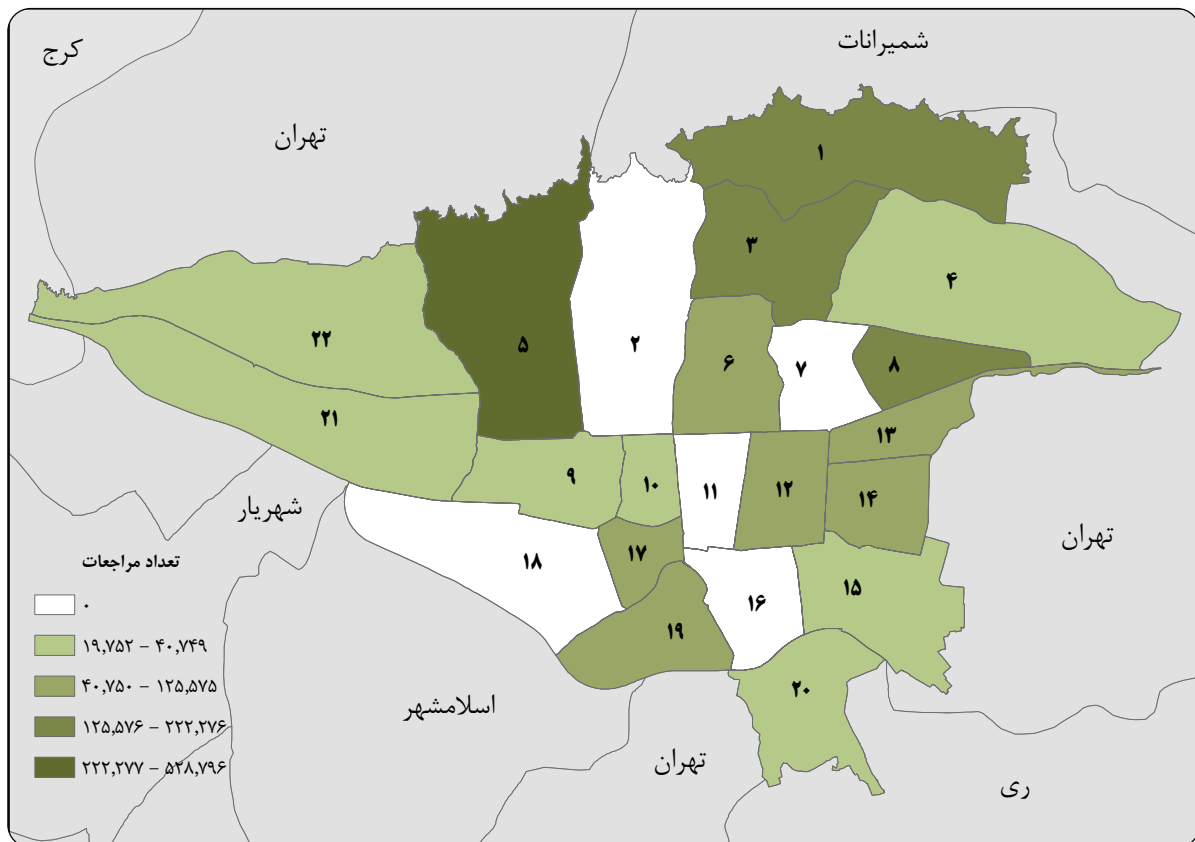 کرج
شمیرانات
تهران
۱
۳
۴
۲۲
۵
۲
۶
۷
۸
۲۱
۱۳
۹
۱۰
۱۱
۱۲
۱۴
شهریار
تهران
۱۸
۱۷
۱۶
۱۵
۱۹
۲۰
اسلامشهر
تهران
ری
تعداد مراجعات
۰
۱۹,۷۵۲ – ۴۰,۷۴۹
۴۰,۷۵۰ – ۱۲۵,۵۷۵
۱۲۵,۵۷۶ – ۲۲۲,۲۷۶
۲۲۲,۲۷۷ – ۵۲۸,۷۹۶